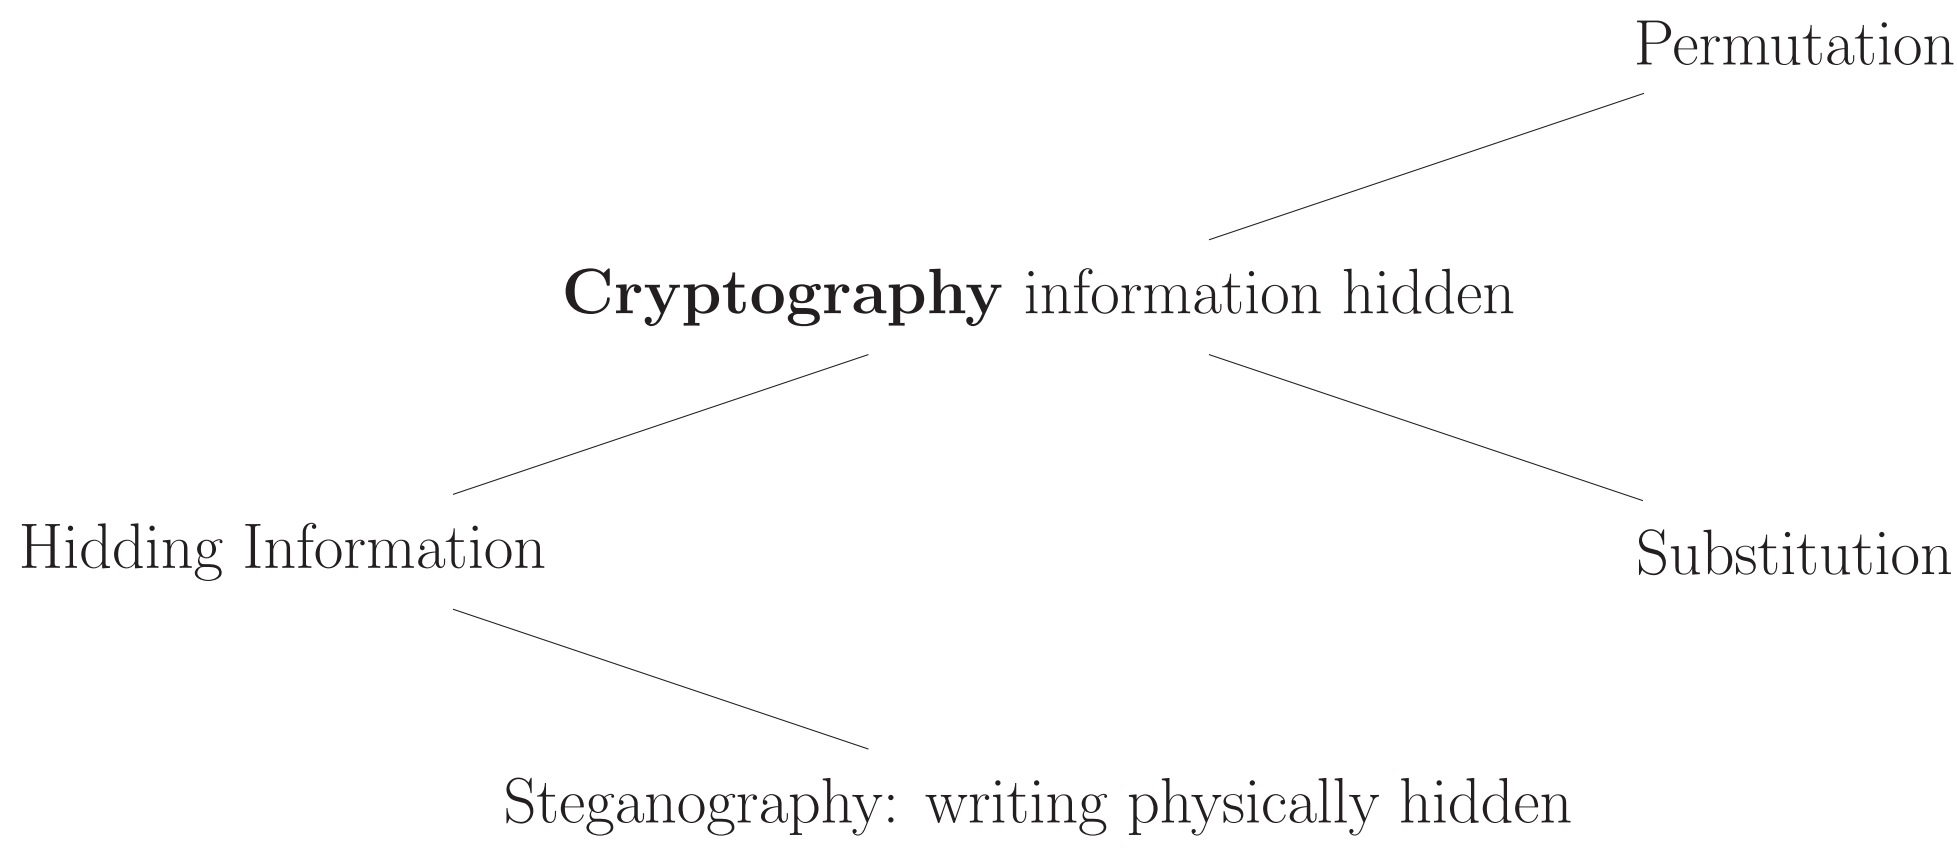 Permutation
Cryptography information hidden
Hidding Information
Substitution
Steganography: writing physically hidden